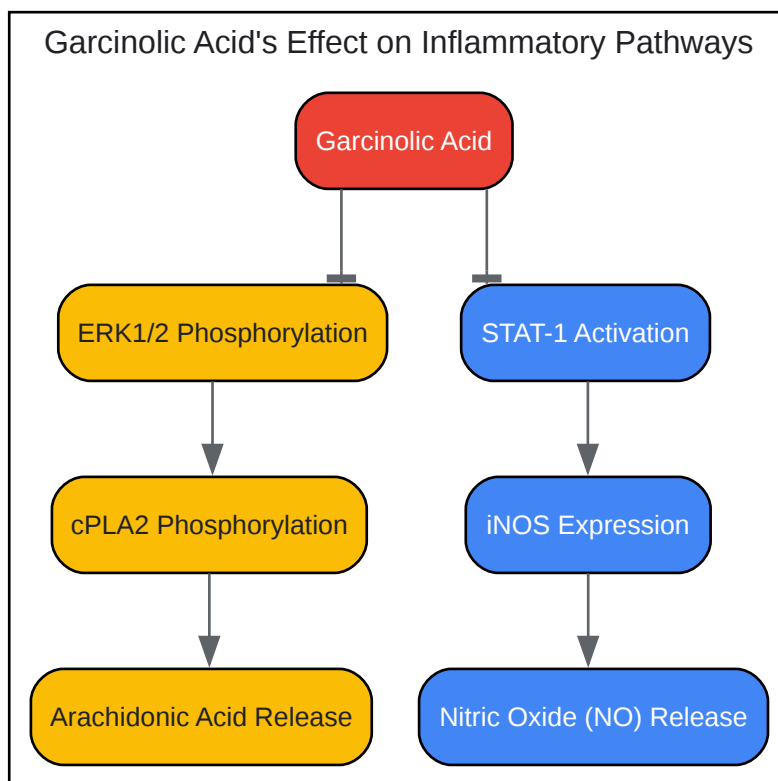 Garcinolic Acid's Effect on Inflammatory Pathways
Garcinolic Acid
ERK1/2 Phosphorylation
STAT-1 Activation
cPLA2 Phosphorylation
iNOS Expression
Arachidonic Acid Release
Nitric Oxide (NO) Release